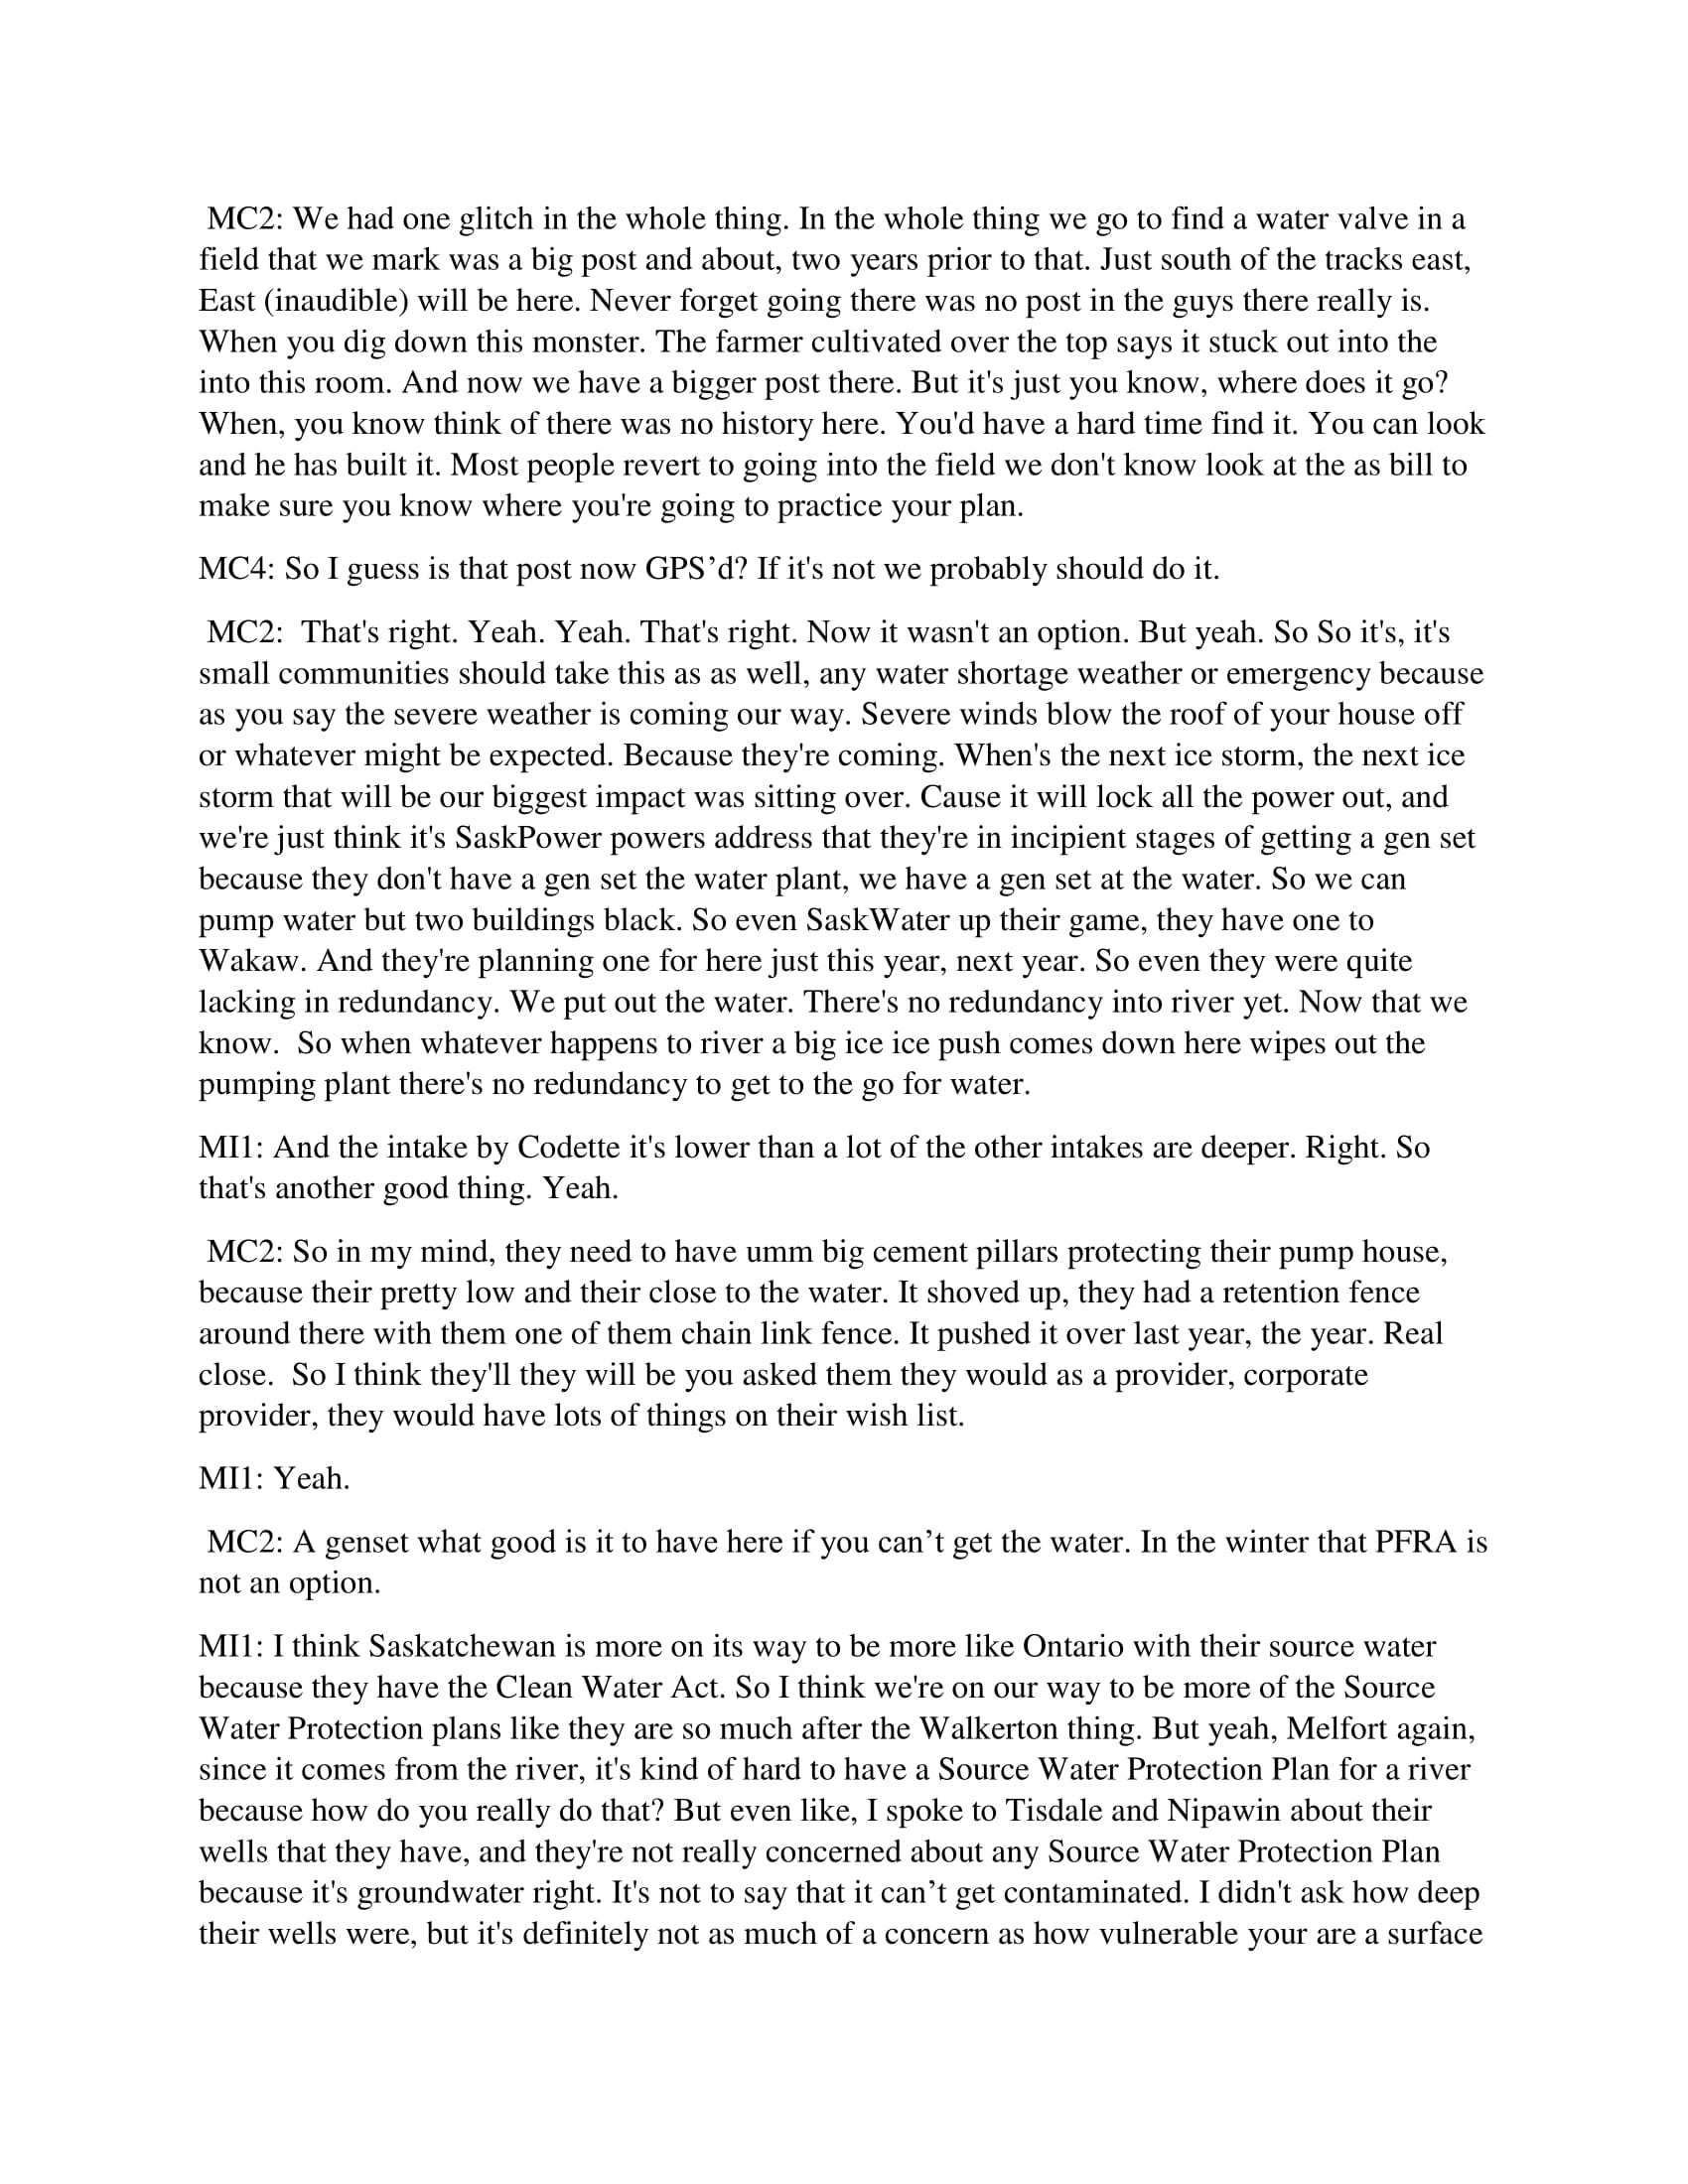 MC2: We had one glitch in the whole thing. In the whole thing we go to find a water valve in a
field that we mark was a big post and about, two years prior to that. Just south of the tracks east,
East (inaudible) will be here. Never forget going there was no post in the guys there really is.
When you dig down this monster. The farmer cultivated over the top says it stuck out into the
into this room. And now we have a bigger post there. But it's just you know, where does it go?
When, you know think of there was no history here. You'd have a hard time find it. You can look
and he has built it. Most people revert to going into the field we don't know look at the as bill to
make sure you know where you're going to practice your plan.
MC4: So I guess is that post now GPS’d? If it's not we probably should do it.
MC2:  That's right. Yeah. Yeah. That's right. Now it wasn't an option. But yeah. So So it's, it's
small communities should take this as as well, any water shortage weather or emergency because
as you say the severe weather is coming our way. Severe winds blow the roof of your house off
or whatever might be expected. Because they're coming. When's the next ice storm, the next ice
storm that will be our biggest impact was sitting over. Cause it will lock all the power out, and
we're just think it's SaskPower powers address that they're in incipient stages of getting a gen set
because they don't have a gen set the water plant, we have a gen set at the water. So we can
pump water but two buildings black. So even SaskWater up their game, they have one to
Wakaw. And they're planning one for here just this year, next year. So even they were quite
lacking in redundancy. We put out the water. There's no redundancy into river yet. Now that we
know.  So when whatever happens to river a big ice ice push comes down here wipes out the
pumping plant there's no redundancy to get to the go for water.
MI1: And the intake by Codette it's lower than a lot of the other intakes are deeper. Right. So
that's another good thing. Yeah.
MC2: So in my mind, they need to have umm big cement pillars protecting their pump house,
because their pretty low and their close to the water. It shoved up, they had a retention fence
around there with them one of them chain link fence. It pushed it over last year, the year. Real
close.  So I think they'll they will be you asked them they would as a provider, corporate
provider, they would have lots of things on their wish list.
MI1: Yeah.
MC2: A genset what good is it to have here if you can’t get the water. In the winter that PFRA is
not an option.
MI1: I think Saskatchewan is more on its way to be more like Ontario with their source water
because they have the Clean Water Act. So I think we're on our way to be more of the Source
Water Protection plans like they are so much after the Walkerton thing. But yeah, Melfort again,
since it comes from the river, it's kind of hard to have a Source Water Protection Plan for a river
because how do you really do that? But even like, I spoke to Tisdale and Nipawin about their
wells that they have, and they're not really concerned about any Source Water Protection Plan
because it's groundwater right. It's not to say that it can’t get contaminated. I didn't ask how deep
their wells were, but it's definitely not as much of a concern as how vulnerable your are a surface